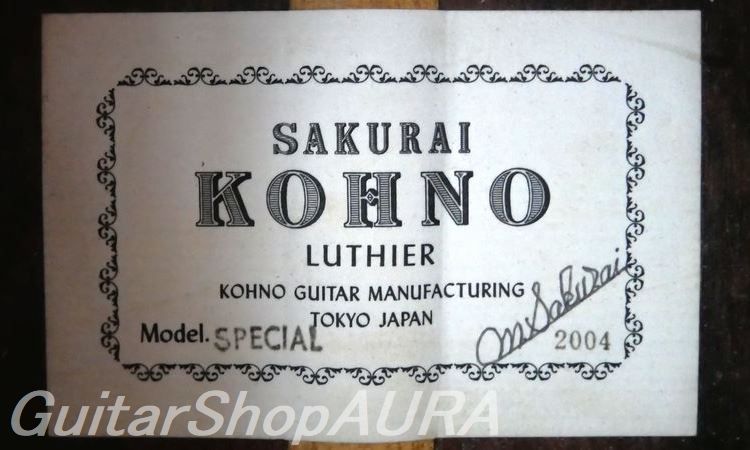 SAKURAI
KOHNO
LUTHIER
KOHNO GUITAR MANUFACTURING
TOKYO JAPAN
Model. SPECIAL
M. Sakurai
2004
GuitarShopAURA